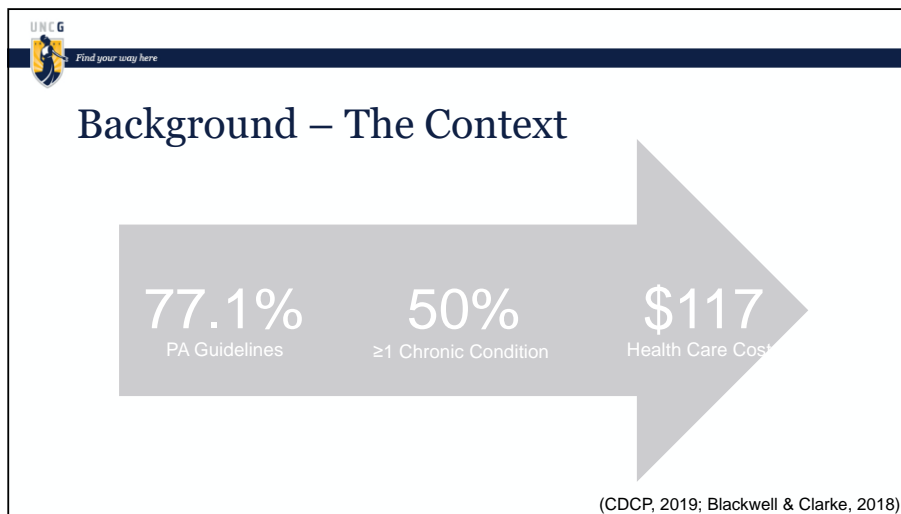 UNCG
Find your way here
Background – The Context
77.1% 50% $117
PA Guidelines ≥1 Chronic Condition Health Care Cost
(CDCP, 2019; Blackwell & Clarke, 2018)